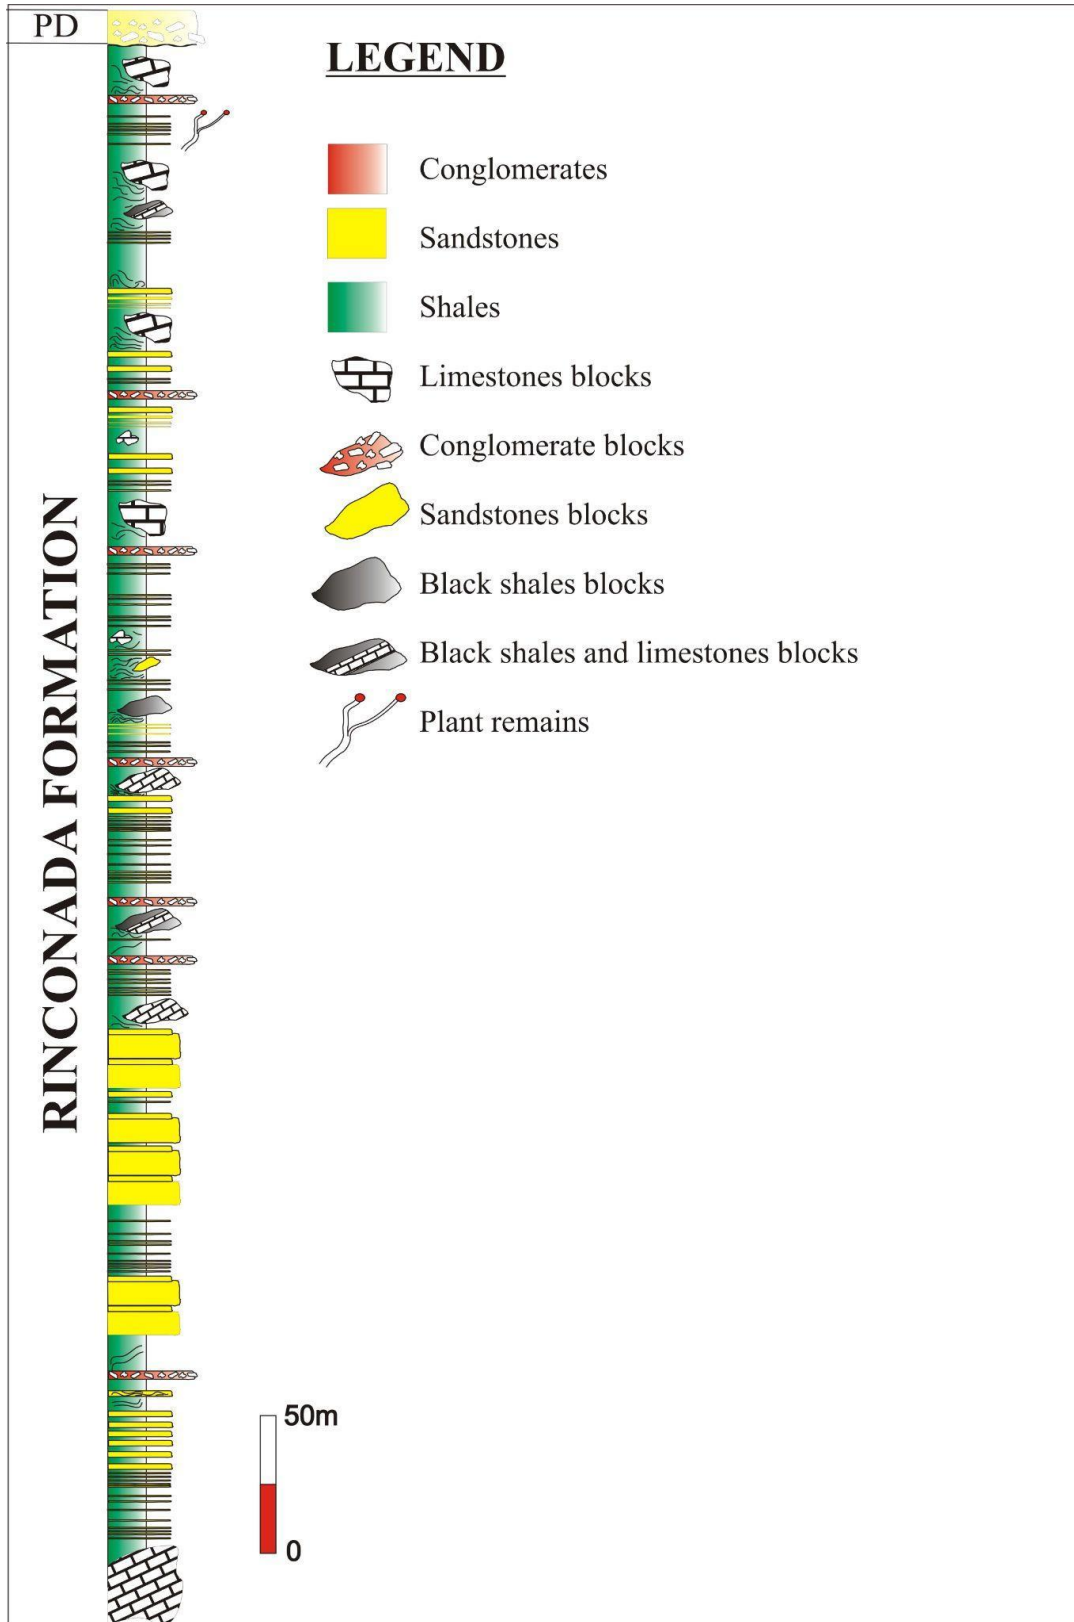 PD
RINCONADA FORMATION
LEGEND
Conglomerates
Sandstones
Shales
Limestones blocks
Conglomerate blocks
Sandstones blocks
Black shales blocks
Black shales and limestones blocks
Plant remains
50m
0